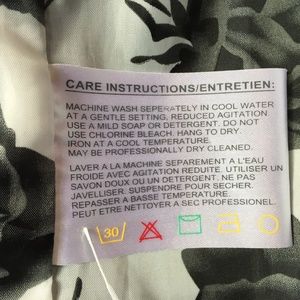 CARE INSTRUCTIONS/ENTRETIEN:
MACHINE WASH SEPERATELY IN COOL WATER
AT A GENTLE SETTING, REDUCED AGITATION
USE A MILD SOAP OR DETERGENT. DO NOT
USE CHLORINE BLEACH. HANG TO DRY.
IRON AT A COOL TEMPERATURE.
MAY BE PROFESSIONALLY DRY CLEANED.
LAVER A LA MACHINE SEPAREMENT A L'EAU
FROIDE AVEC AGITATION REDUITE. UTILISER UN
SAVON DOUX OU UN DETERGENT. NE PAS
JAVELLISER. SUSPENDRE POUR SECHER.
REPASSER A BASSE TEMPERATURE.
PEUT ETRE NETTOYER A SEC PROFESSIONEL.
30